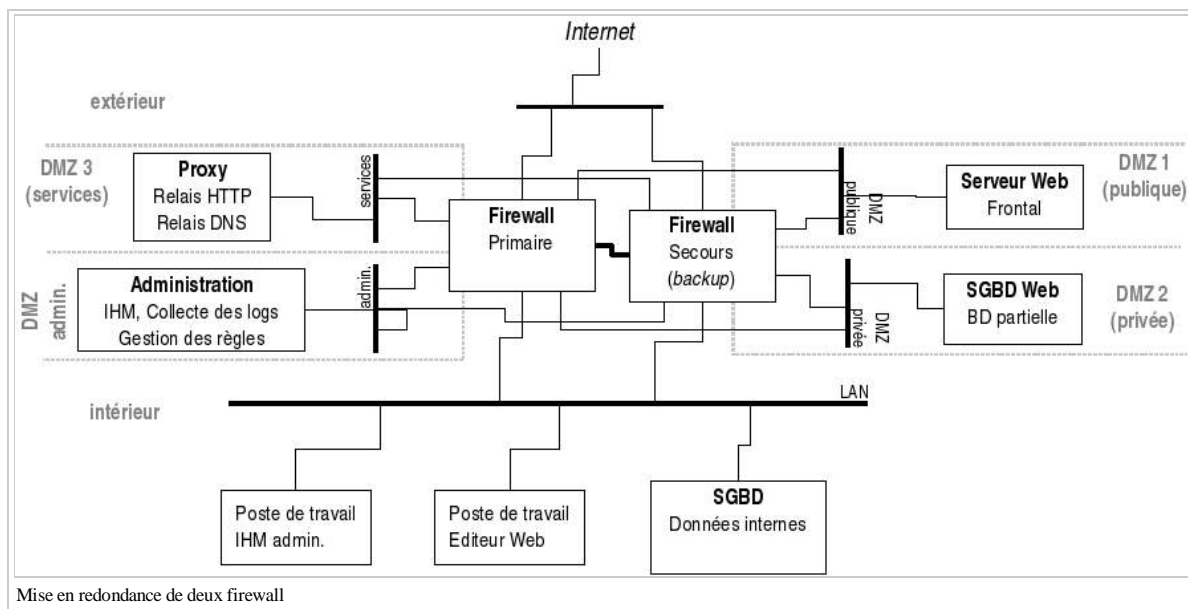 Internet
extérieur
DMZ 3
(services)
Proxy
Relais HTTP
Relais DNS
services
Firewall
Primaire
Firewall
Secours
(backup)
publique
DMZ
Serveur Web
Frontal
DMZ 1
(publique)
DMZ
admin.
Administration
IHM, Collecte des logs
Gestion des règles
admin.
privée
DMZ
SGBD Web
BD partielle
DMZ 2
(privée)
intérieur
LAN
Poste de travail
IHM admin.
Poste de travail
Editeur Web
SGBD
Données internes
Mise en redondance de deux firewall